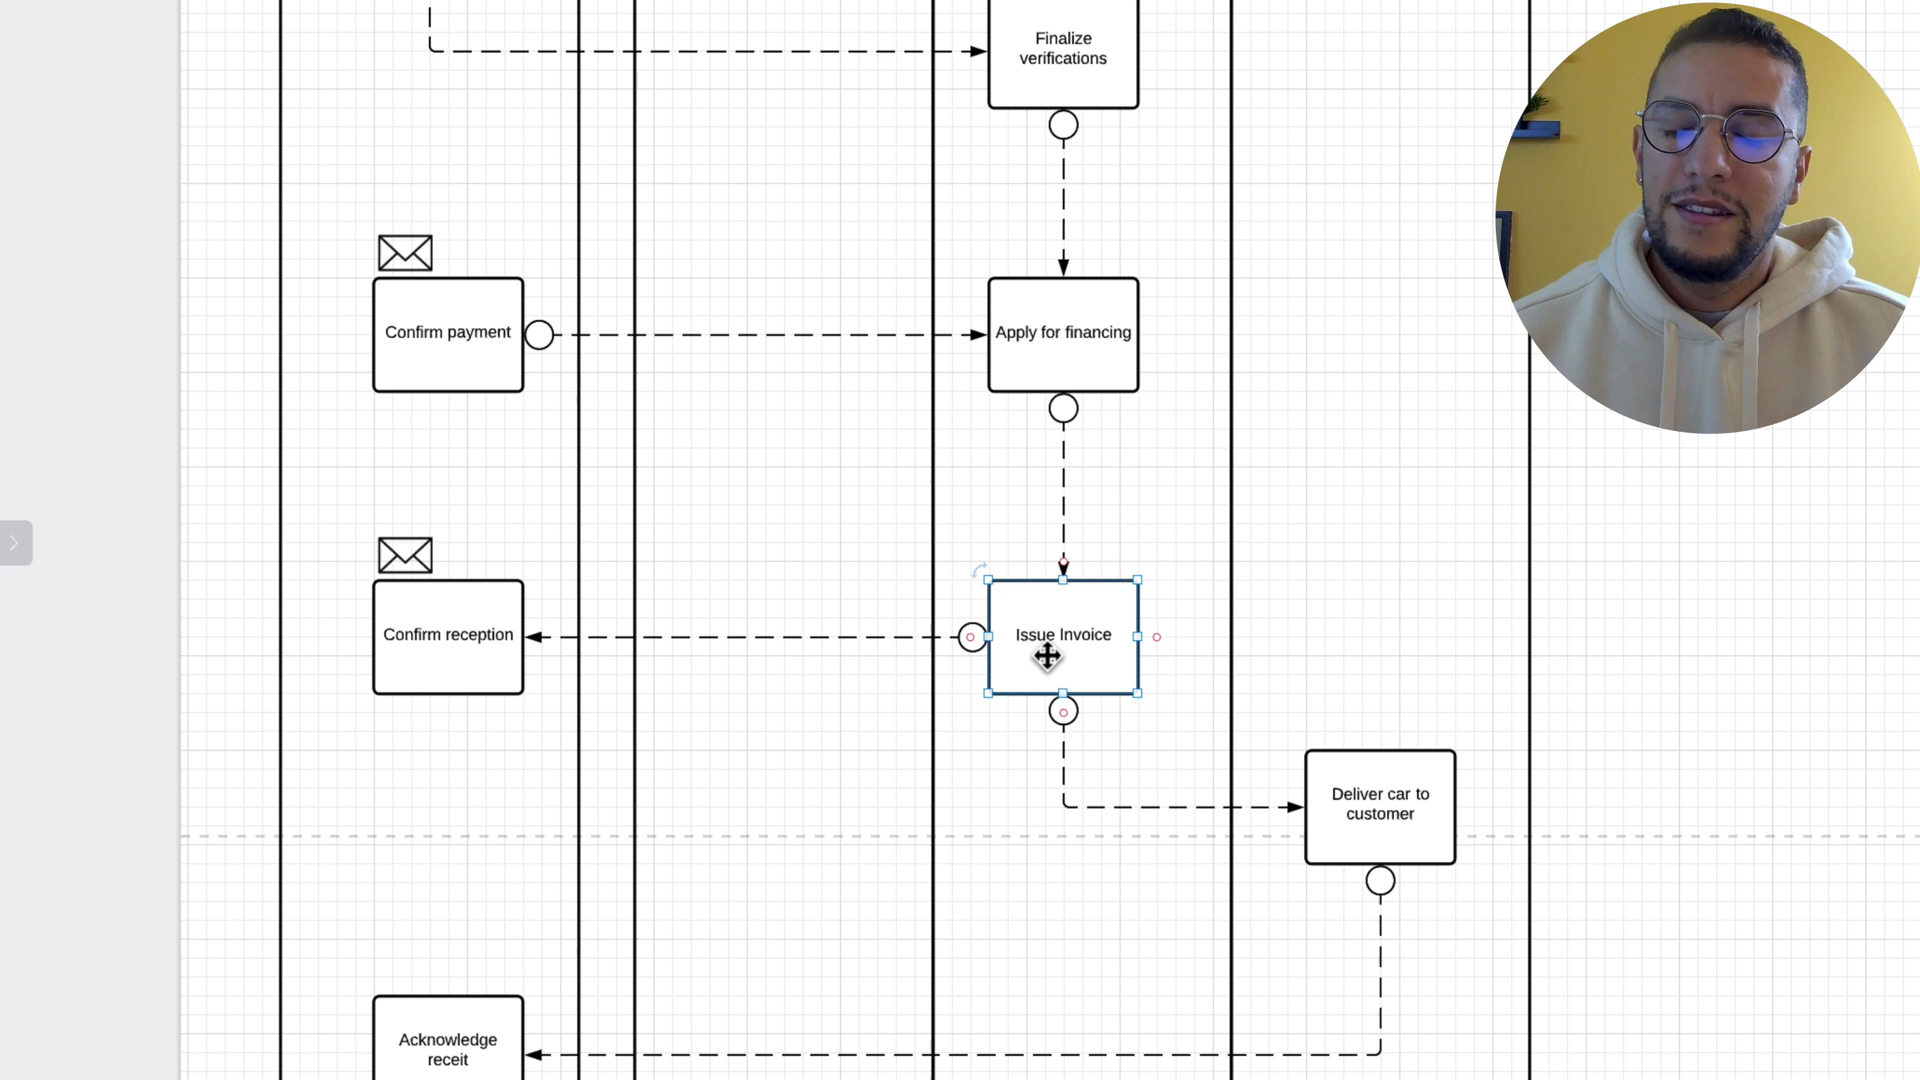 Finalize
verifications
Confirm payment
Apply for financing
Confirm reception
Issue Invoice
Deliver car to
customer
Acknowledge
receit